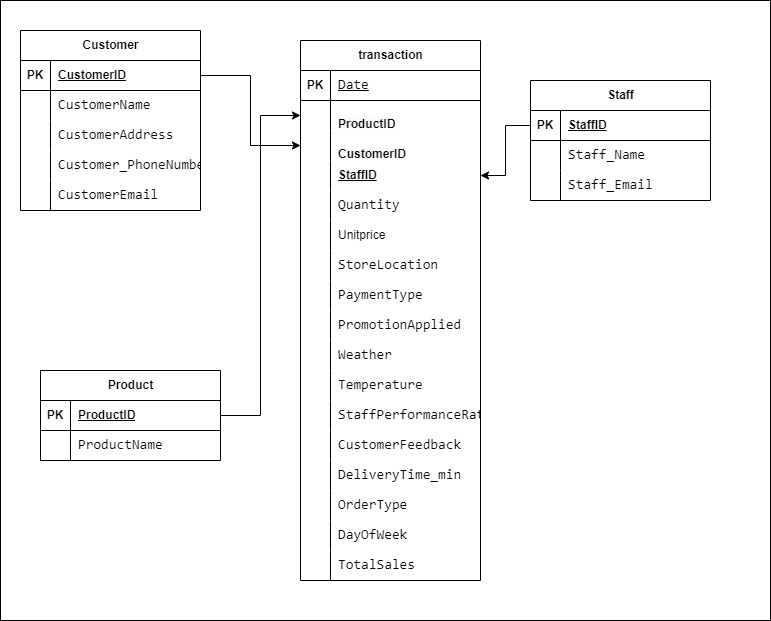 Customer
PK CustomerID
CustomerName
CustomerAddress
Customer_PhoneNumbe
CustomerEmail
transaction
PK Date
ProductID
CustomerID
StaffID
Quantity
Unitprice
StoreLocation
PaymentType
PromotionApplied
Weather
Temperature
StaffPerformanceRat
CustomerFeedback
DeliveryTime_min
OrderType
DayOfWeek
TotalSales
Staff
PK StaffID
Staff_Name
Staff_Email
Product
PK ProductID
ProductName